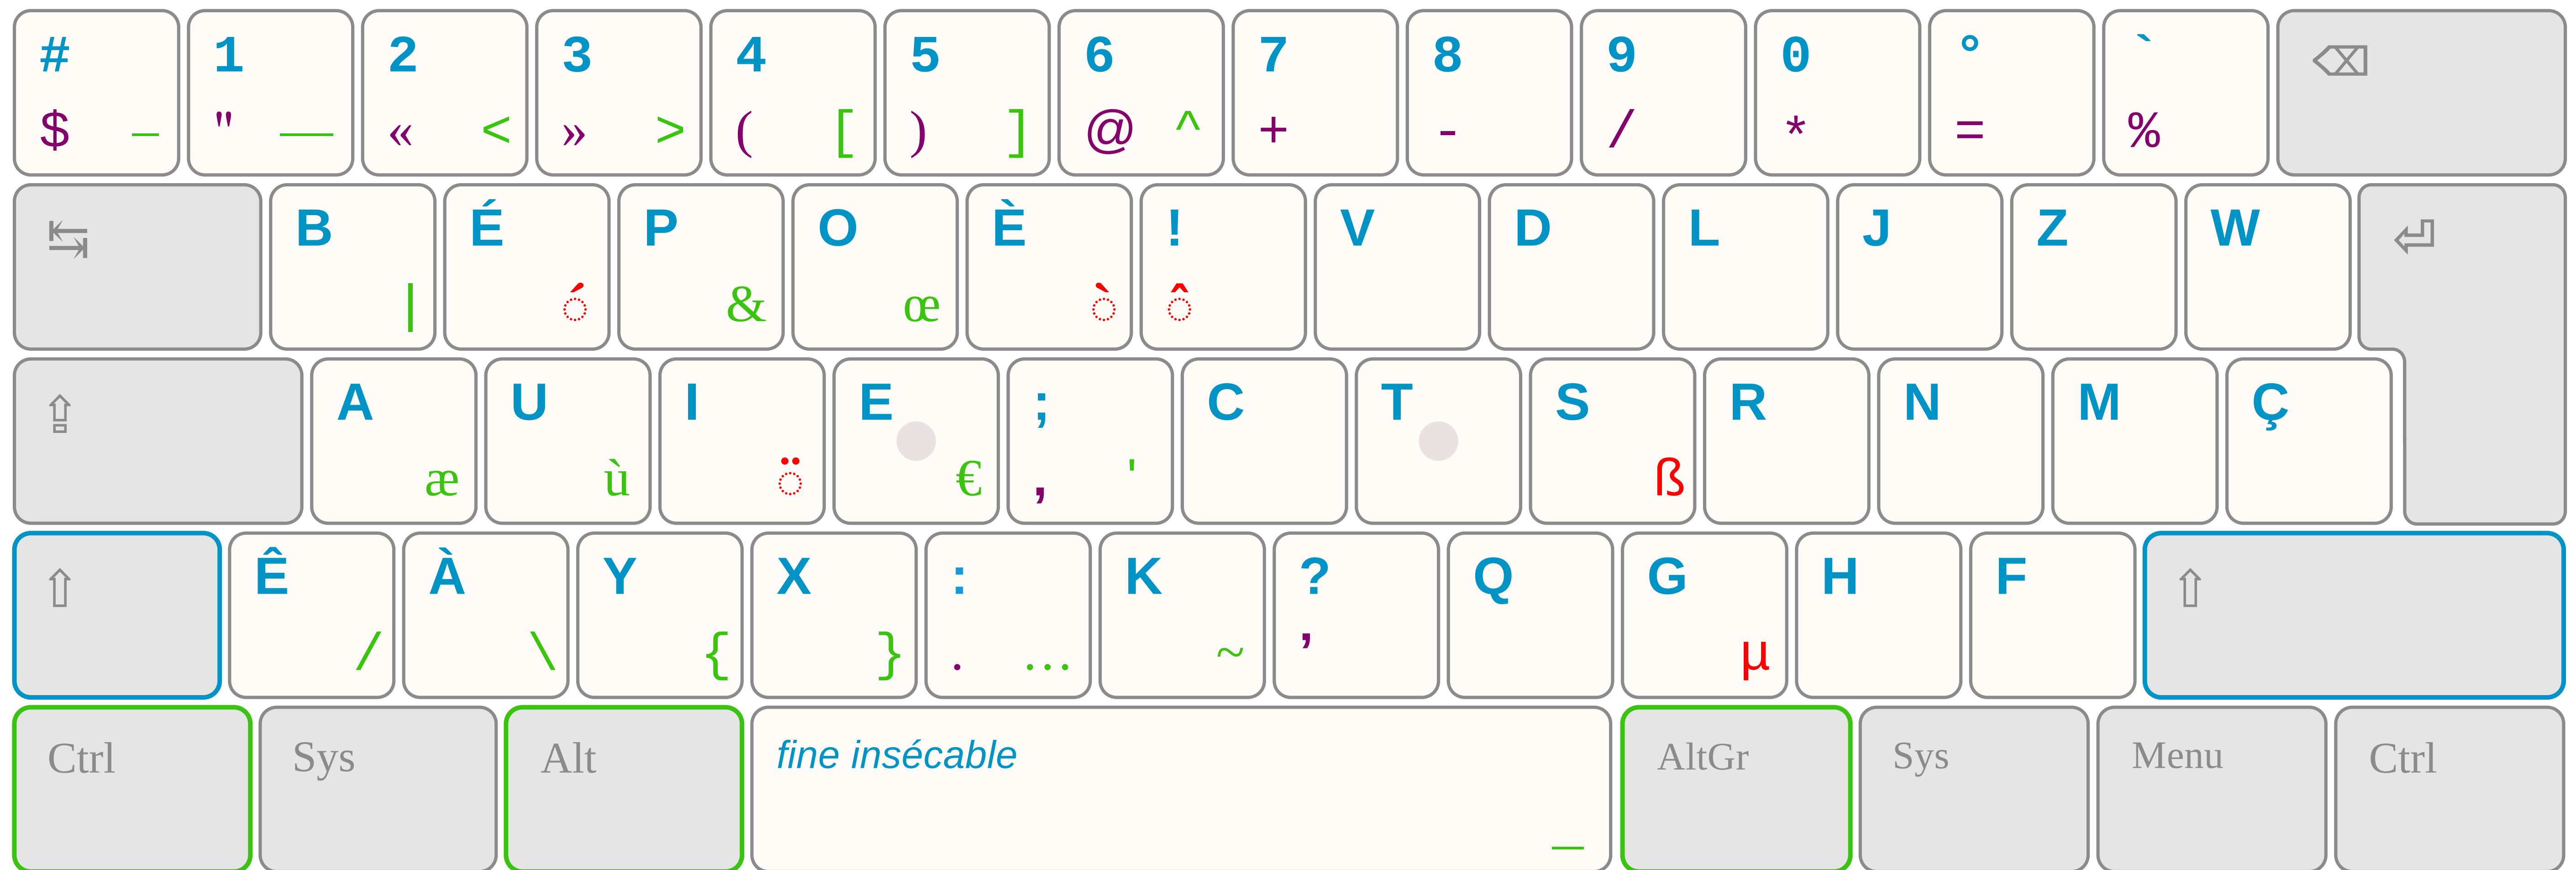 # 1 2 3 4 5 6 7 8 9 0 ° ` ⌫
$ – " — « < » > ( [ ) ] @ ^ + - / * = %
↹ B É P O È ! V D L J Z W ⏎
| ◌́ & œ ◌̀ ◌̂
⇪ A U I E ; C T S R N M Ç
æ ù ◌̈ € , ' ß
⇧ Ê À Y X : K ? Q G H F ⇧
/ \ { } . … ~ ’ µ
Ctrl Sys Alt fine insécable AltGr Sys Menu Ctrl
_